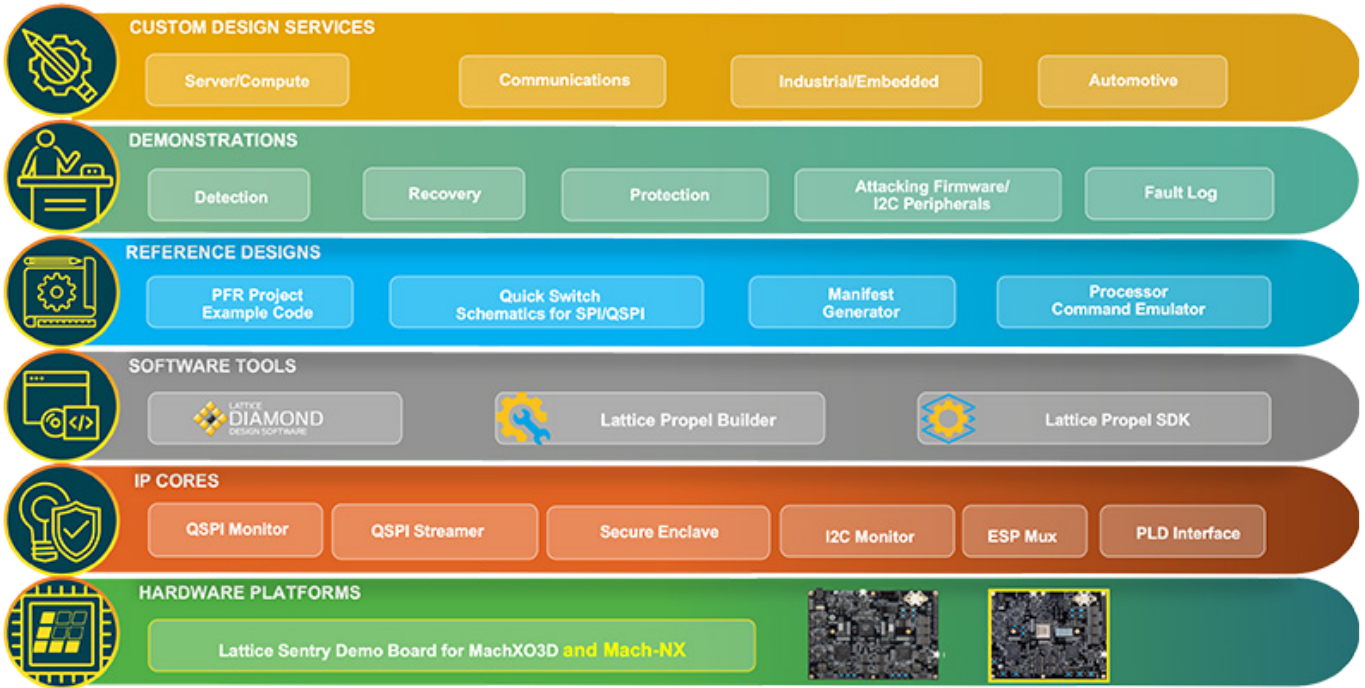 CUSTOM DESIGN SERVICES
Server/Compute
Communications
Industrial/Embedded
Automotive
DEMONSTRATIONS
Detection
Recovery
Protection
Attacking Firmware/
I2C Peripherals
Fault Log
REFERENCE DESIGNS
PFR Project
Example Code
Quick Switch
Schematics for SPI/QSPI
Manifest
Generator
Processor
Command Emulator
SOFTWARE TOOLS
LATTICE
DIAMOND
DESIGN SOFTWARE
Lattice Propel Builder
Lattice Propel SDK
IP CORES
QSPI Monitor
QSPI Streamer
Secure Enclave
I2C Monitor
ESP Mux
PLD Interface
HARDWARE PLATFORMS
Lattice Sentry Demo Board for MachXO3D and Mach-NX